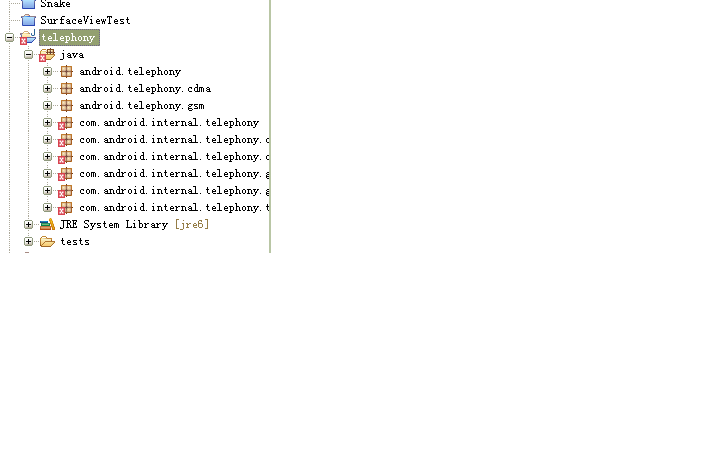 Snake
SurfaceViewTest
telephony
java
android.telephony
android.telephony.cdma
android.telephony.gsm
com.android.internal.telephony
com.android.internal.telephony.c
com.android.internal.telephony.c
com.android.internal.telephony.g
com.android.internal.telephony.g
com.android.internal.telephony.t
JRE System Library [jre6]
tests